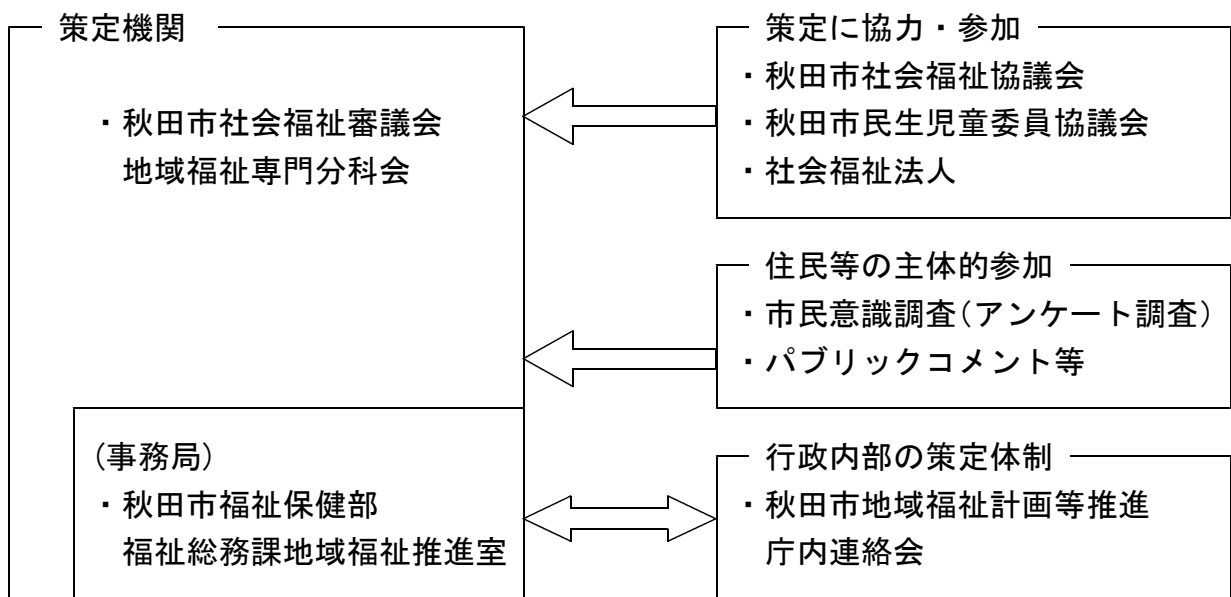 策定機関
・秋田市社会福祉審議会
地域福祉専門分科会
(事務局)
・秋田市福祉保健部
福祉総務課地域福祉推進室
策定に協力・参加
・秋田市社会福祉協議会
・秋田市民生児童委員協議会
・社会福祉法人
住民等の主体的参加
・市民意識調査(アンケート調査)
・パブリックコメント等
行政内部の策定体制
・秋田市地域福祉計画等推進
庁内連絡会